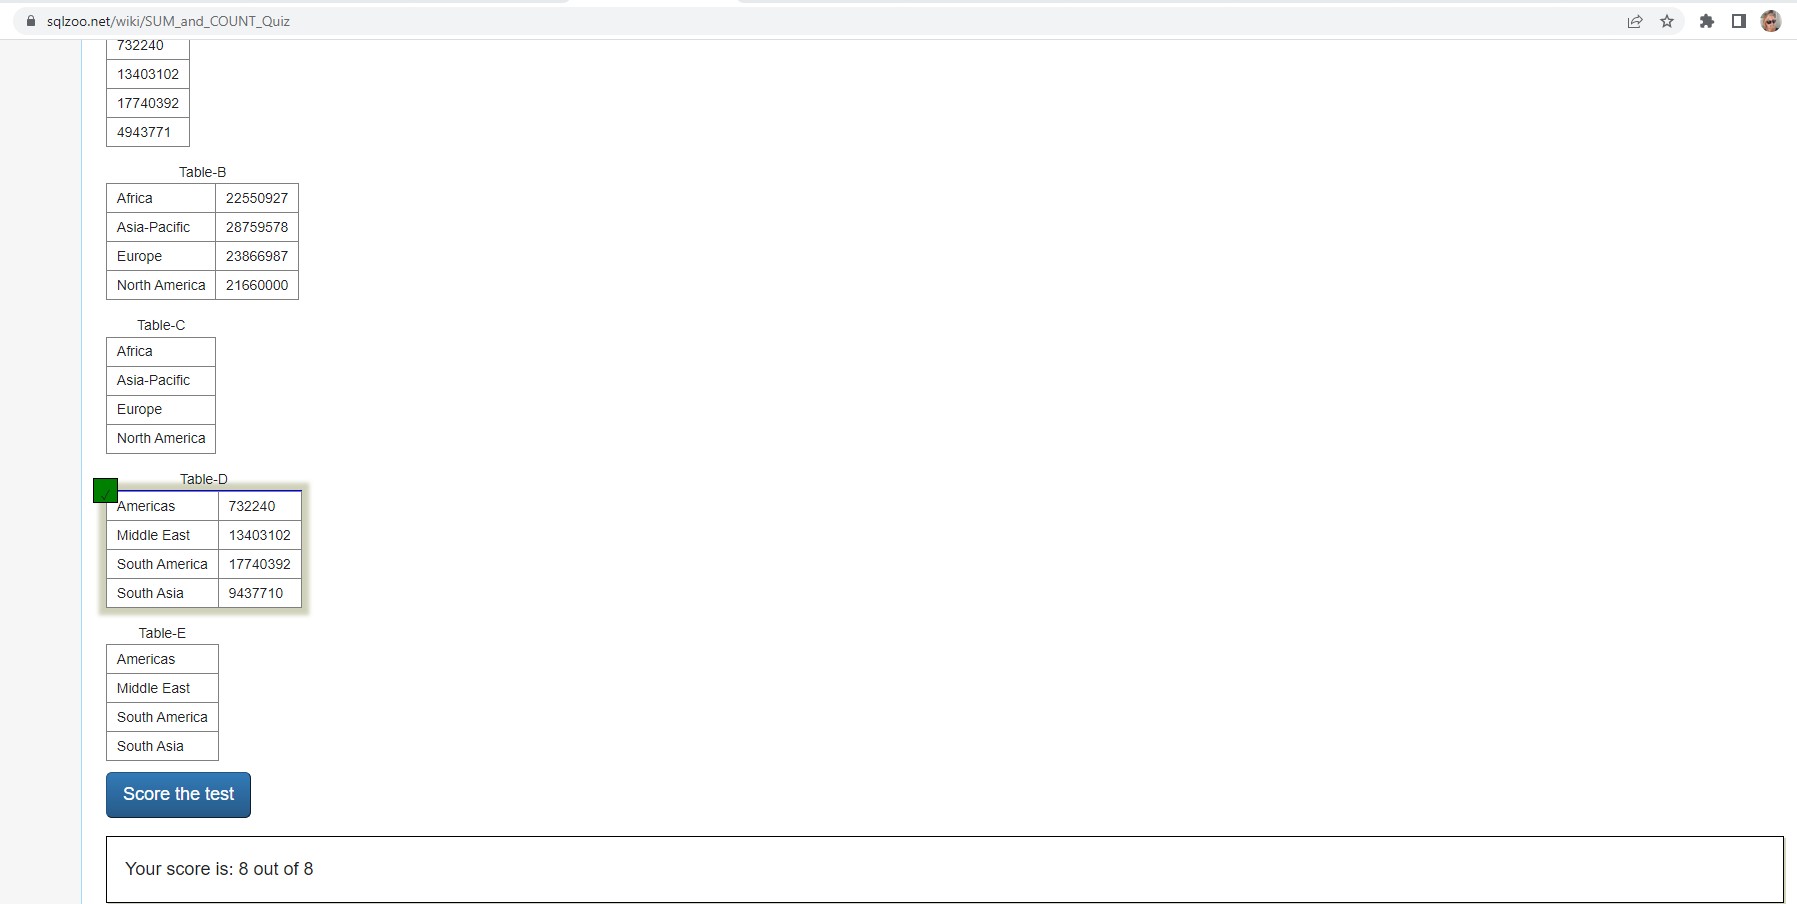 sqlzoo.net/wiki/SUM_and_COUNT_Quiz
732240
13403102
17740392
4943771
Table-B
Africa 22550927
Asia-Pacific 28759578
Europe 23866987
North America 21660000
Table-C
Africa
Asia-Pacific
Europe
North America
Table-D
Americas 732240
Middle East 13403102
South America 17740392
South Asia 9437710
Table-E
Americas
Middle East
South America
South Asia
Score the test
Your score is: 8 out of 8